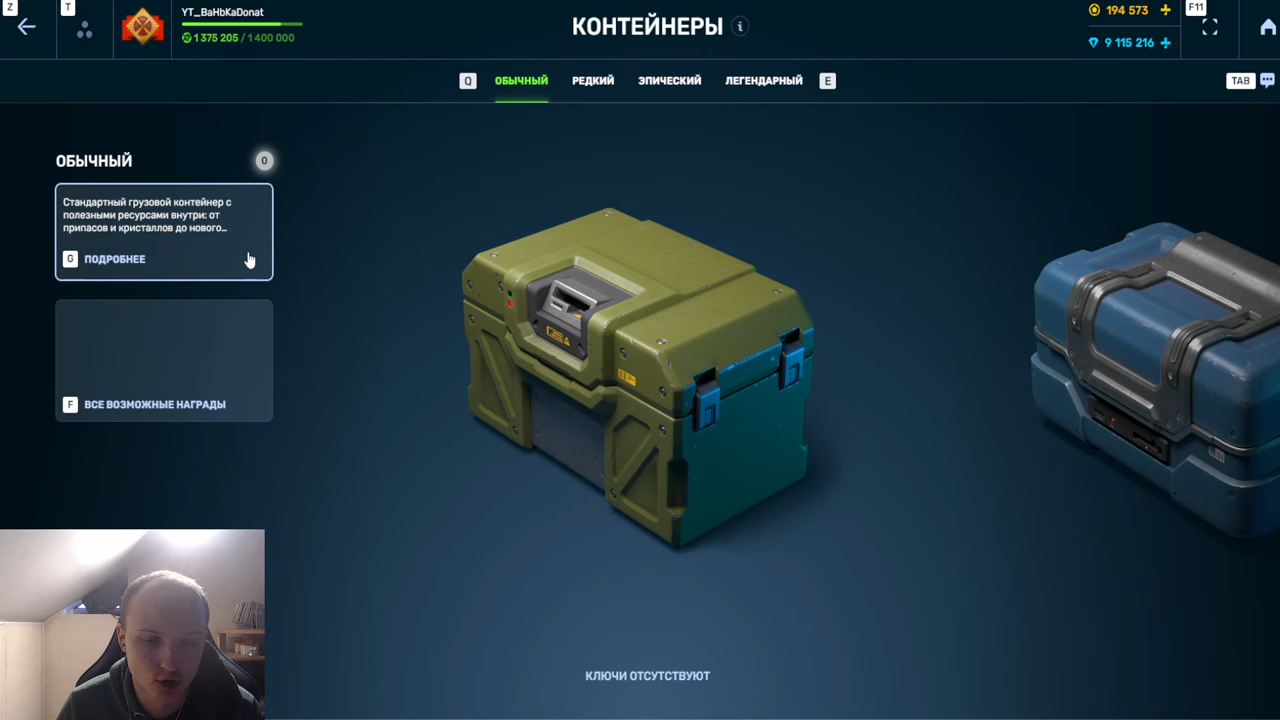 Z
T
YT_BaHbKaDonat
1 375 205 / 1 400 000
КОНТЕЙНЕРЫ
i
194 573 +
9 115 216 +
F11
Q
ОБЫЧНЫЙ
РЕДКИЙ
ЭПИЧЕСКИЙ
ЛЕГЕНДАРНЫЙ
E
TAB
ОБЫЧНЫЙ
0
Стандартный грузовой контейнер с
полезными ресурсами внутри: от
припасов и кристаллов до нового...
G ПОДРОБНЕЕ
F ВСЕ ВОЗМОЖНЫЕ НАГРАДЫ
КЛЮЧИ ОТСУТСТВУЮТ